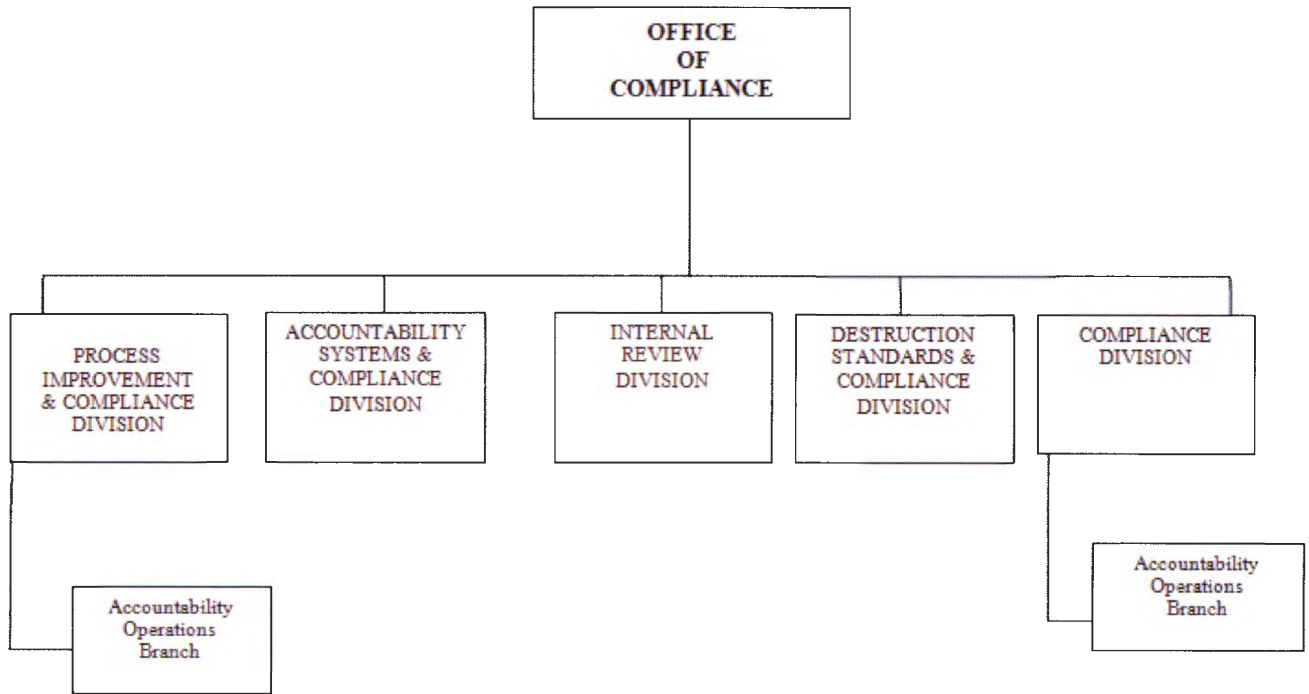 OFFICE
OF
COMPLIANCE
PROCESS
IMPROVEMENT
& COMPLIANCE
DIVISION
ACCOUNTABILITY
SYSTEMS &
COMPLIANCE
DIVISION
INTERNAL
REVIEW
DIVISION
DESTRUCTION
STANDARDS &
COMPLIANCE
DIVISION
COMPLIANCE
DIVISION
Accountability
Operations
Branch
Accountability
Operations
Branch